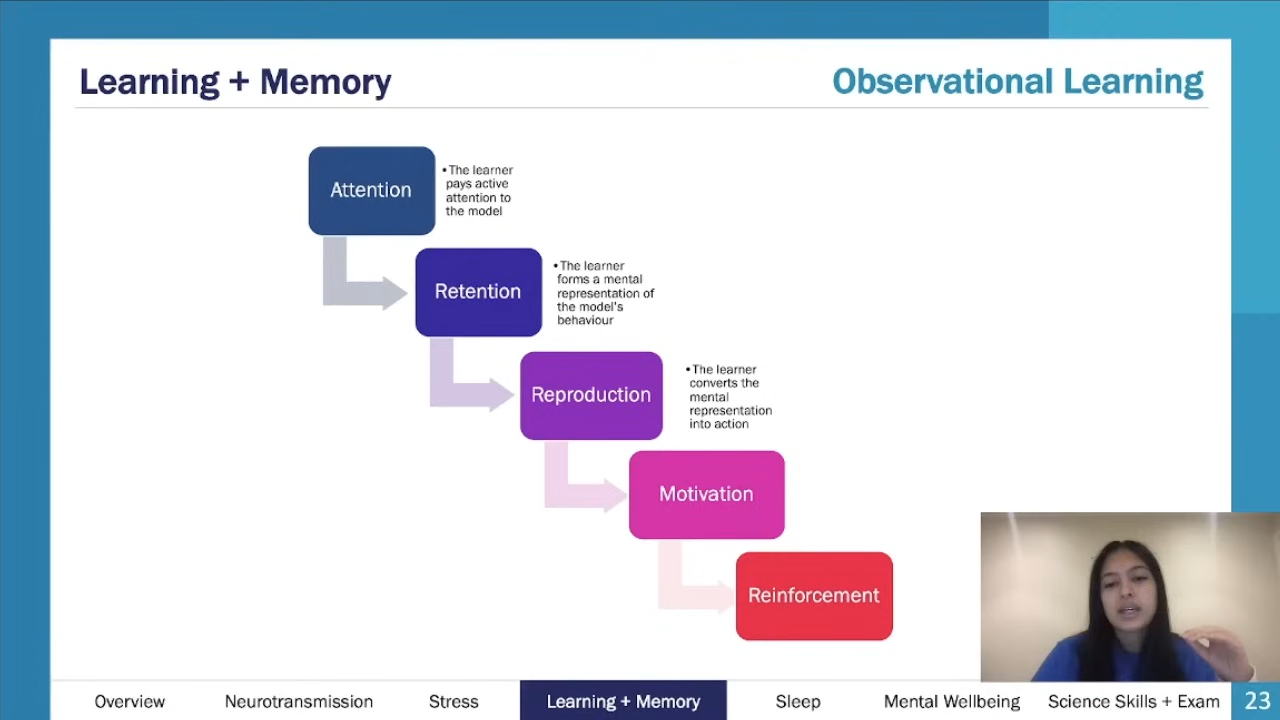 Learning + Memory
Observational Learning
Attention
•The learner
pays active
attention to
the model
Retention
•The learner
forms a mental
representation of
the model's
behaviour
Reproduction
•The learner
converts the
mental
representation
into action
Motivation
Reinforcement
Overview
Neurotransmission
Stress
Learning + Memory
Sleep
Mental Wellbeing
Science Skills + Exam
23